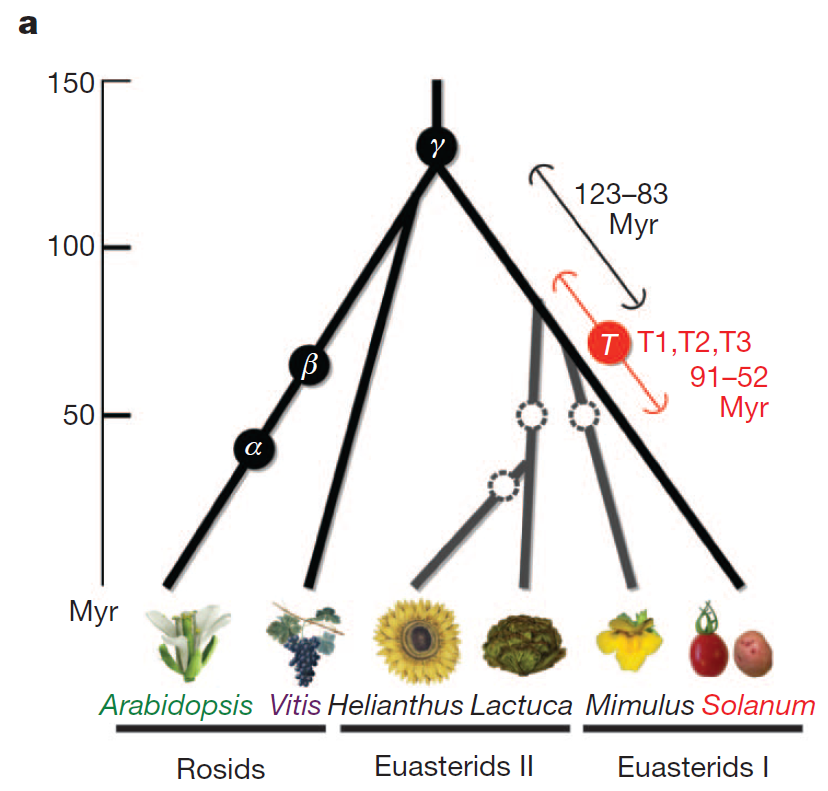 a
150
γ
123–83
Myr
100
T T1,T2,T3
β
91–52
Myr
50
α
Myr
Arabidopsis Vitis Helianthus Lactuca Mimulus Solanum
Rosids Euasterids II Euasterids I